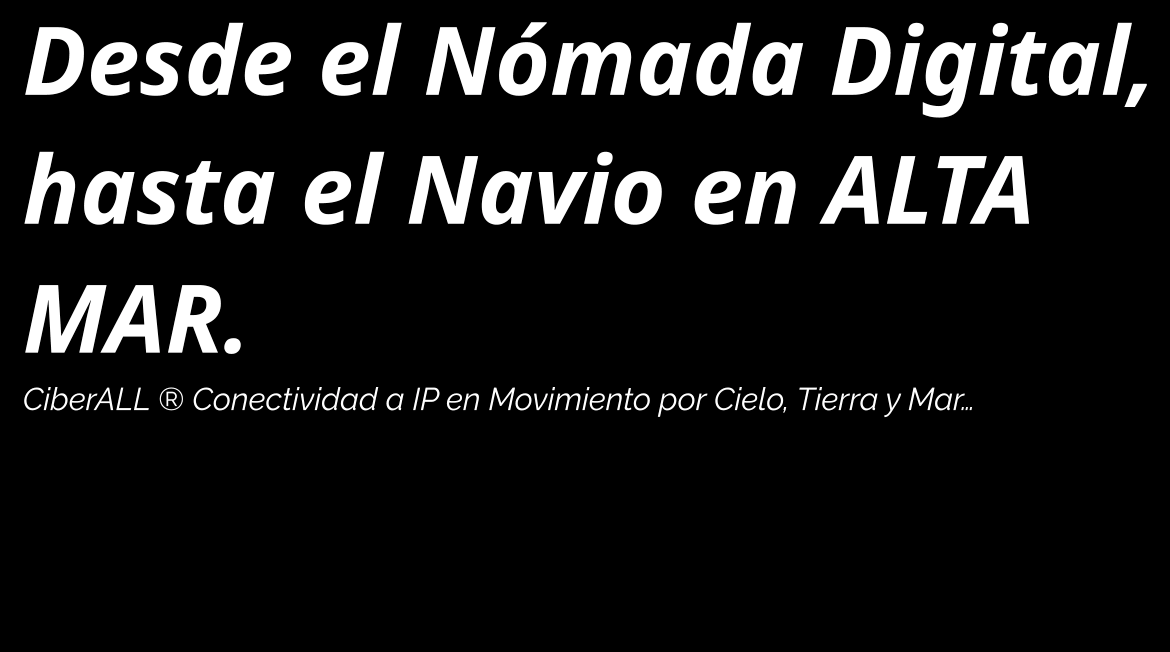 Desde el Nómada Digital,
hasta el Navio en ALTA
MAR.
CiberALL ® Conectividad a IP en Movimiento por Cielo, Tierra y Mar...